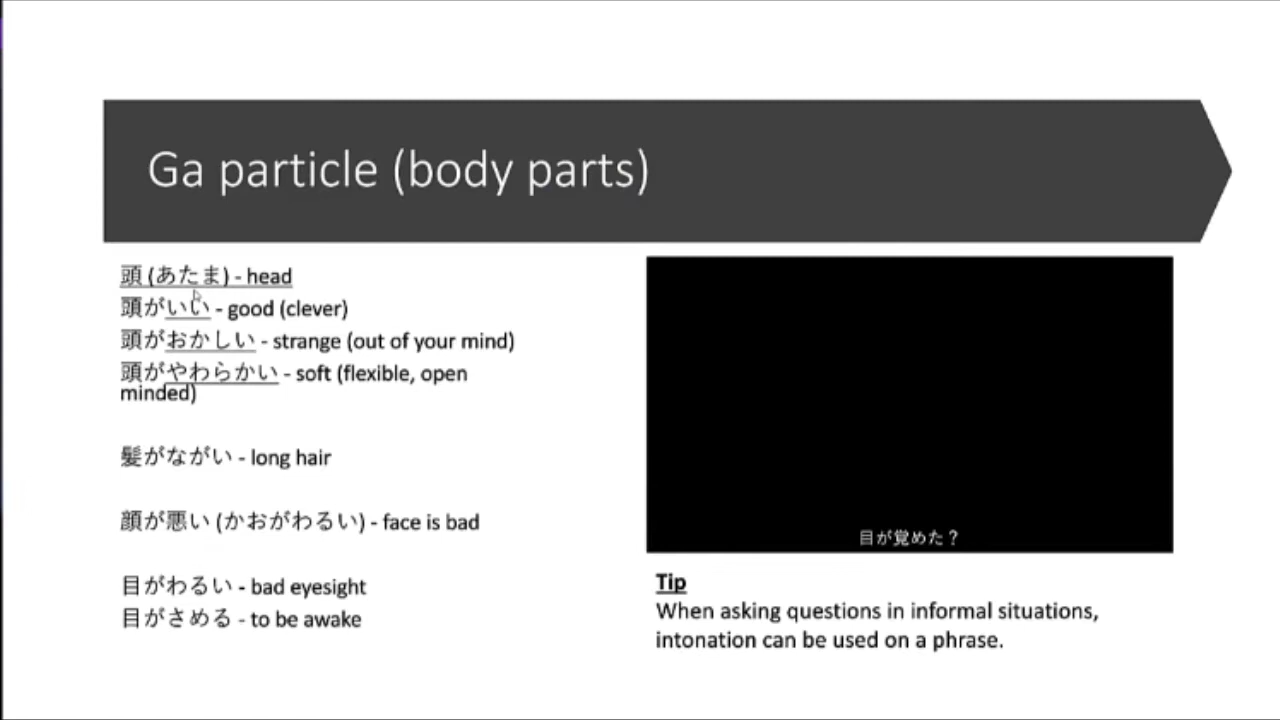 Ga particle (body parts)
頭 (あたま) - head
頭がいい - good (clever)
頭がおかしい - strange (out of your mind)
頭がやわらかい - soft (flexible, open
minded)
髪がながい - long hair
顔が悪い (かおがわるい) - face is bad
目がわるい - bad eyesight
目がさめる - to be awake
目が覚めた？
Tip
When asking questions in informal situations,
intonation can be used on a phrase.